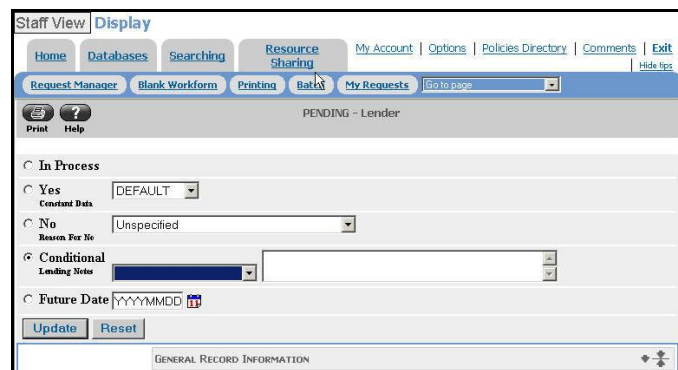 Staff View Display
Home Databases Searching Resource Sharing My Account | Options | Policies Directory | Comments | Exit
| Hide tips
Request Manager Blank Workform Printing Batch My Requests Go to page
Print Help PENDING - Lender
In Process
Yes DEFAULT
Constant Data
No Unspecified
Reason For No
Conditional
Lending Notes
Future Date YYYYMMDD 11
Update Reset
GENERAL RECORD INFORMATION